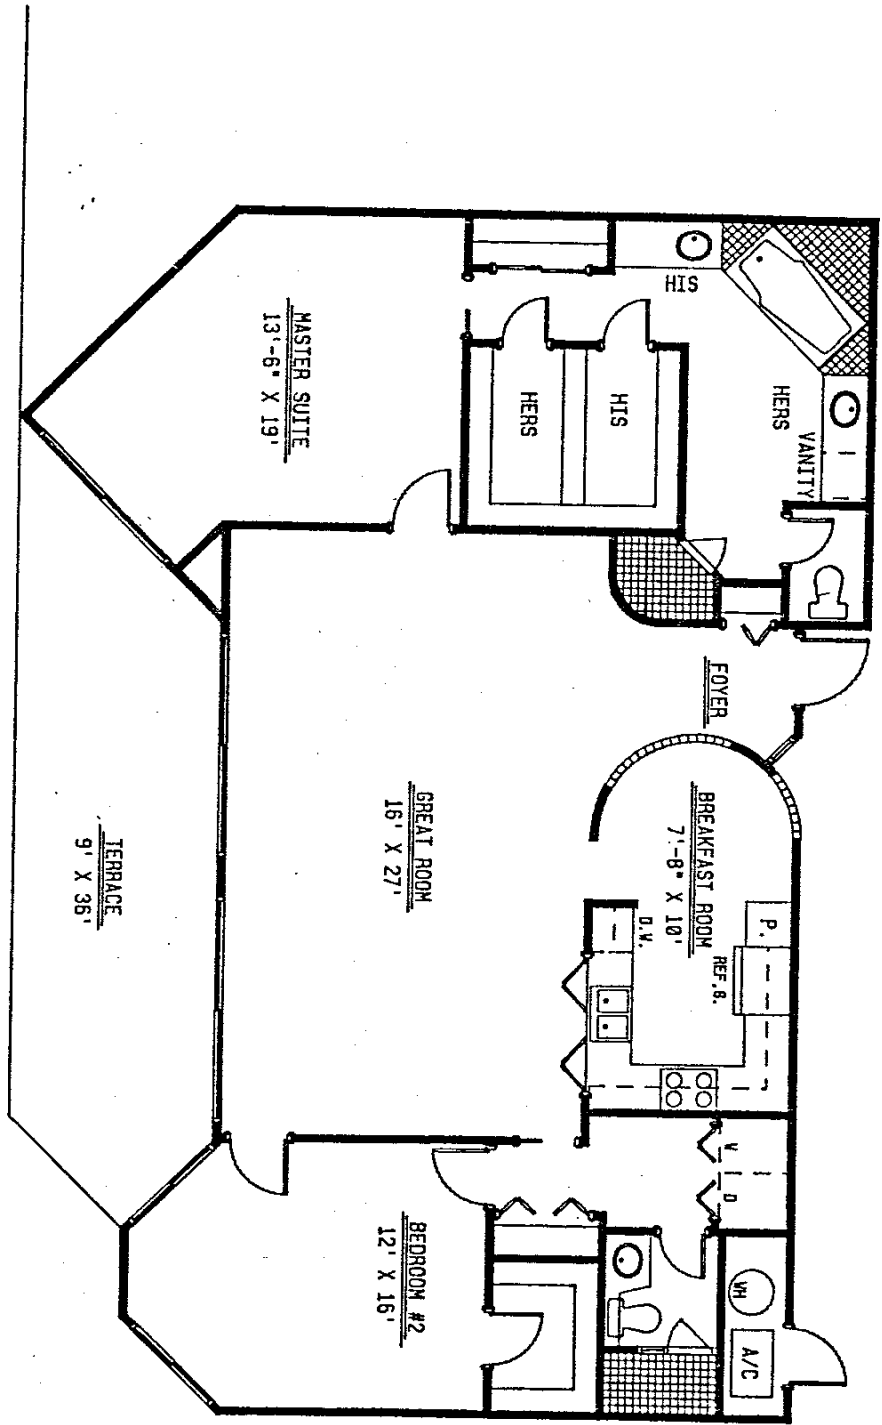 HIS
HERS
VANITY
HIS
HERS
MASTER SUITE
13'-6" X 19'
FOYER
BREAKFAST ROOM
7'-8" X 10'
P.
REF.B.
D.W.
GREAT ROOM
16' X 27'
TERRACE
9' X 36'
W
D
WH
A/C
BEDROOM #2
12' X 16'